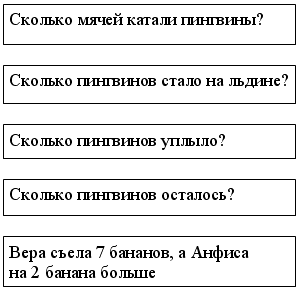 Сколько мячей катали пингвины?
Сколько пингвинов стало на льдине?
Сколько пингвинов уплыло?
Сколько пингвинов осталось?
Вера съела 7 бананов, а Анфиса
на 2 банана больше